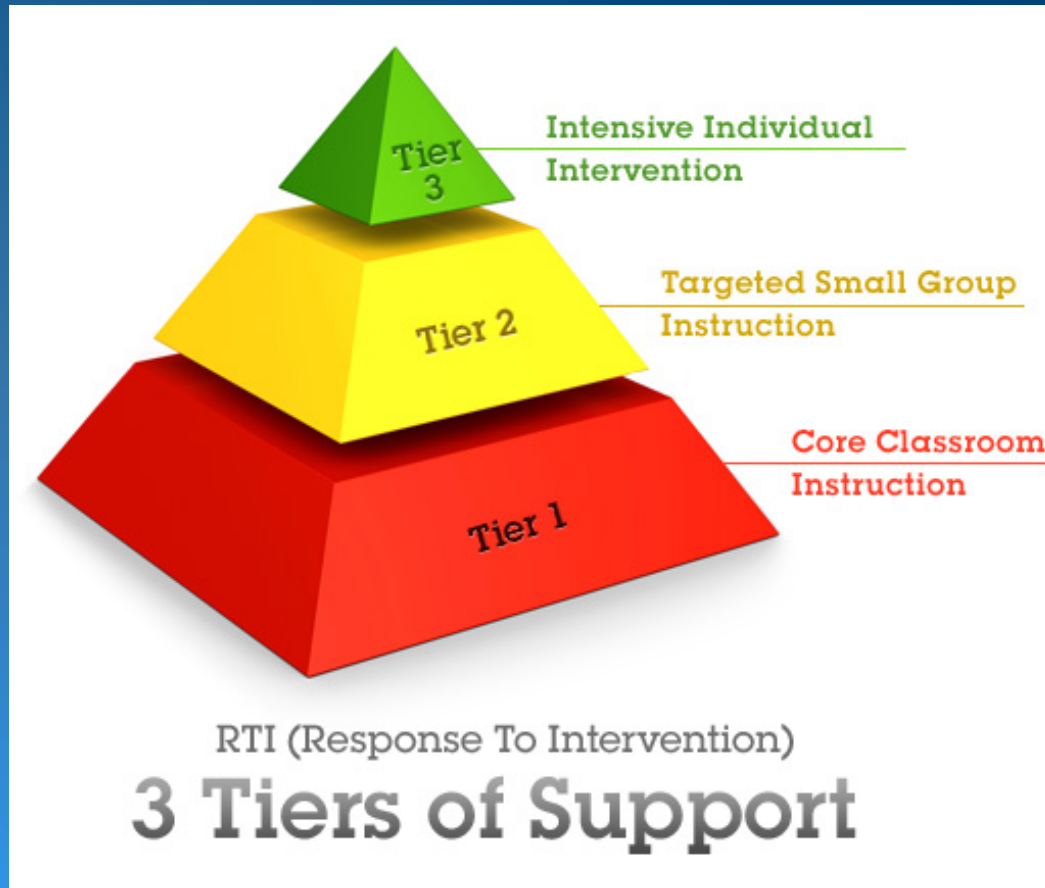 Tier
3
Intensive Individual
Intervention
Tier 2
Targeted Small Group
Instruction
Tier 1
Core Classroom
Instruction
RTI (Response To Intervention)
3 Tiers of Support